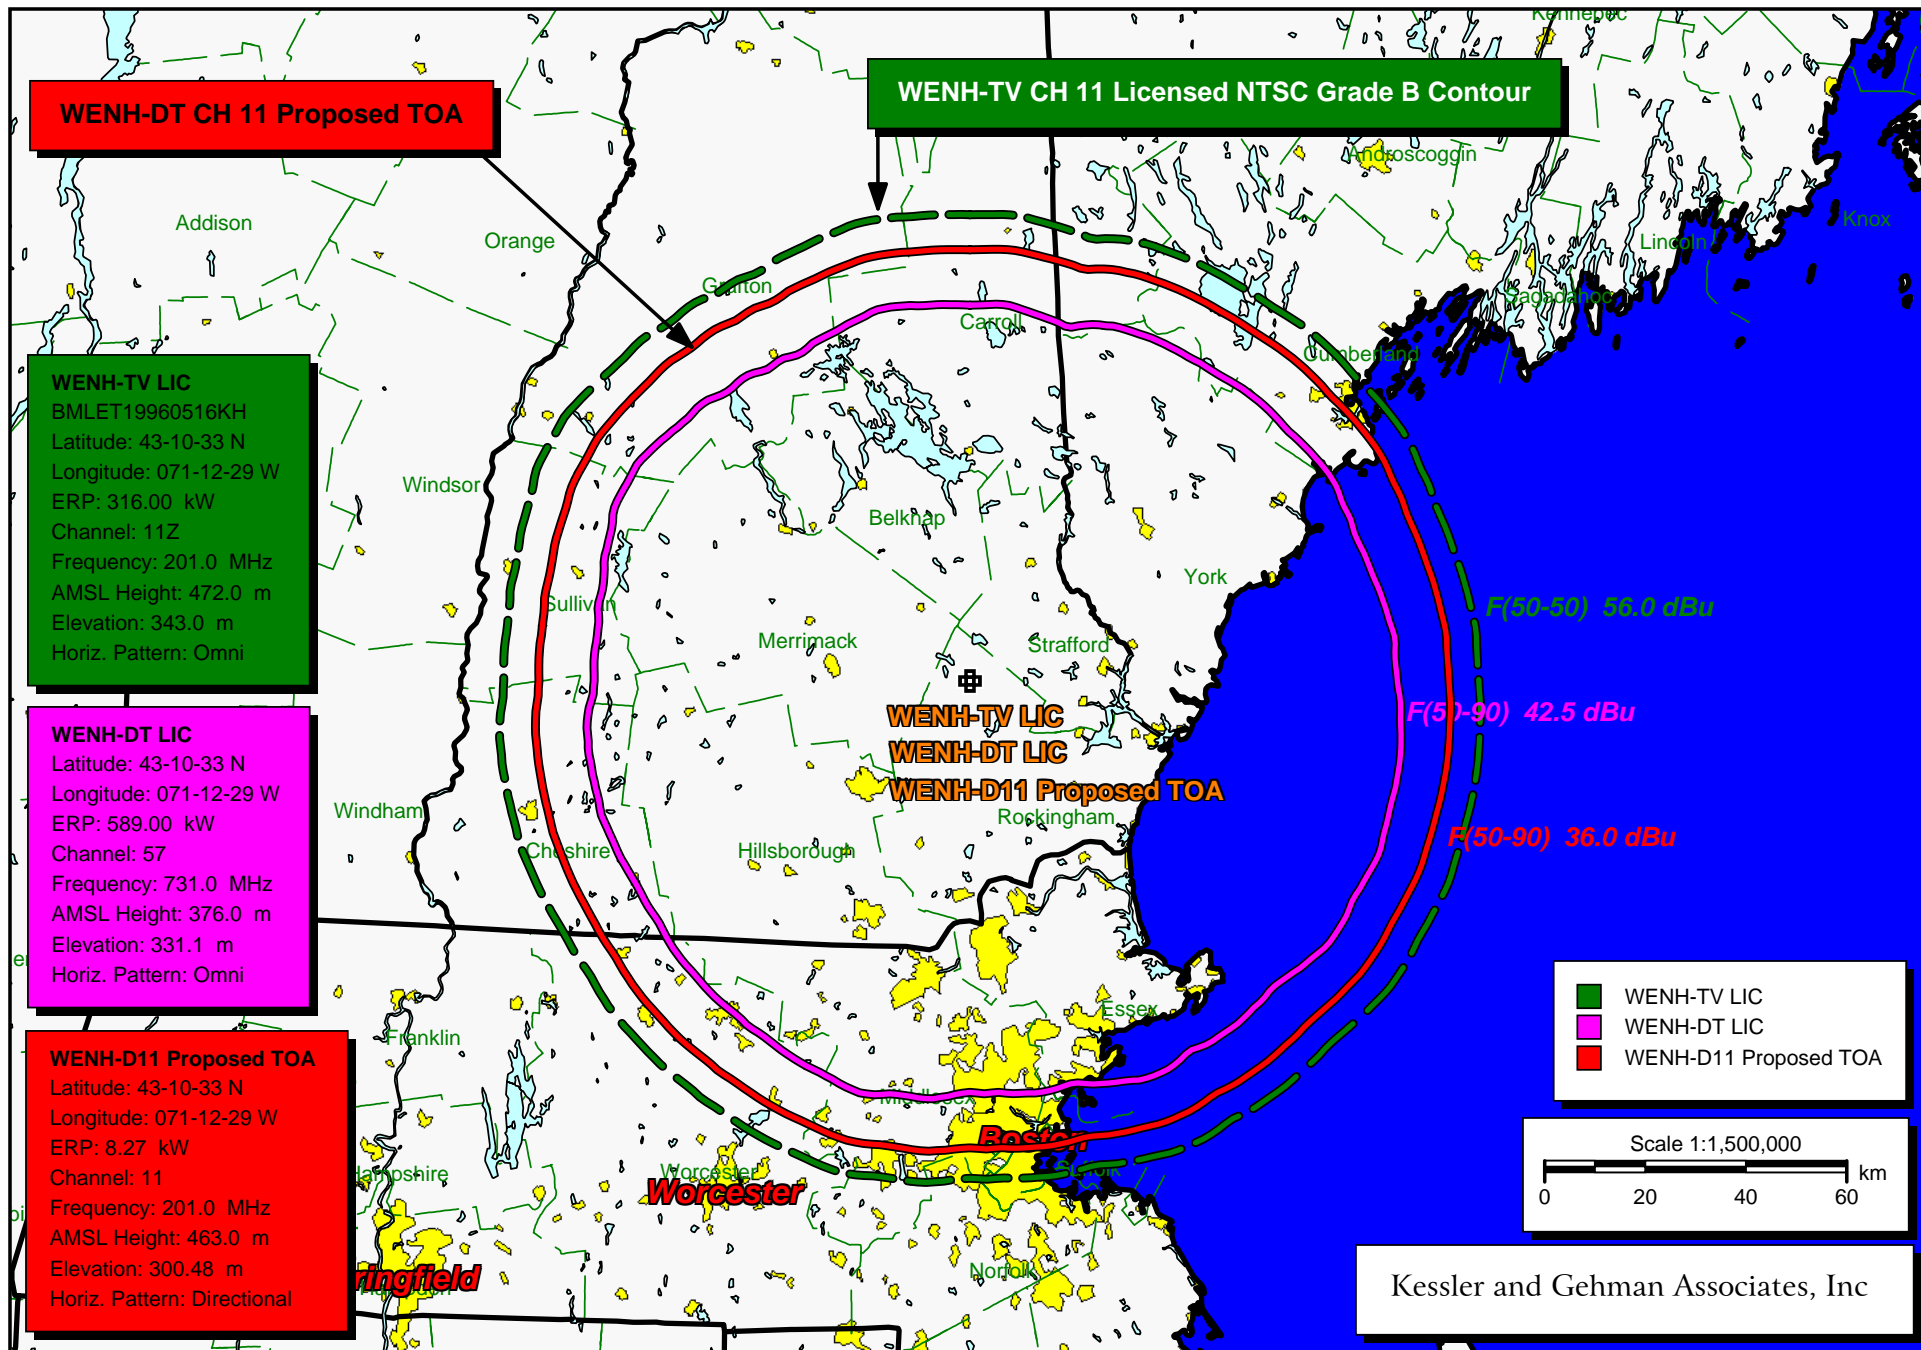 Kennebec
WENH-DT CH 11 Proposed TOA
WENH-TV CH 11 Licensed NTSC Grade B Contour
Androscoggin
Addison
Orange
Knox
Lincoln
Grafton
Sagadahoc
Carroll
Cumberland
WENH-TV LIC
BMLET19960516KH
Latitude: 43-10-33 N
Longitude: 071-12-29 W
ERP: 316.00 kW
Channel: 11Z
Frequency: 201.0 MHz
AMSL Height: 472.0 m
Elevation: 343.0 m
Horiz. Pattern: Omni
Windsor
Belknap
York
Sullivan
Merrimack
Strafford
F(50-50) 56.0 dBu
F(50-90) 42.5 dBu
F(50-90) 36.0 dBu
WENH-TV LIC
WENH-DT LIC
WENH-D11 Proposed TOA
WENH-DT LIC
Latitude: 43-10-33 N
Longitude: 071-12-29 W
ERP: 589.00 kW
Channel: 57
Frequency: 731.0 MHz
AMSL Height: 376.0 m
Elevation: 331.1 m
Horiz. Pattern: Omni
Windham
Rockingham
Cheshire
Hillsborough
Essex
Franklin
Middlesex
Boston
Suffolk
Hampshire
Worcester
Worcester
Norfolk
ringfield
WENH-D11 Proposed TOA
Latitude: 43-10-33 N
Longitude: 071-12-29 W
ERP: 8.27 kW
Channel: 11
Frequency: 201.0 MHz
AMSL Height: 463.0 m
Elevation: 300.48 m
Horiz. Pattern: Directional
WENH-TV LIC
WENH-DT LIC
WENH-D11 Proposed TOA
Scale 1:1,500,000
km
0 20 40 60
Kessler and Gehman Associates, Inc